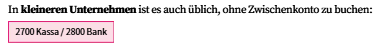 In kleineren Unternehmen ist es auch üblich, ohne Zwischenkonto zu buchen:
2700 Kassa / 2800 Bank